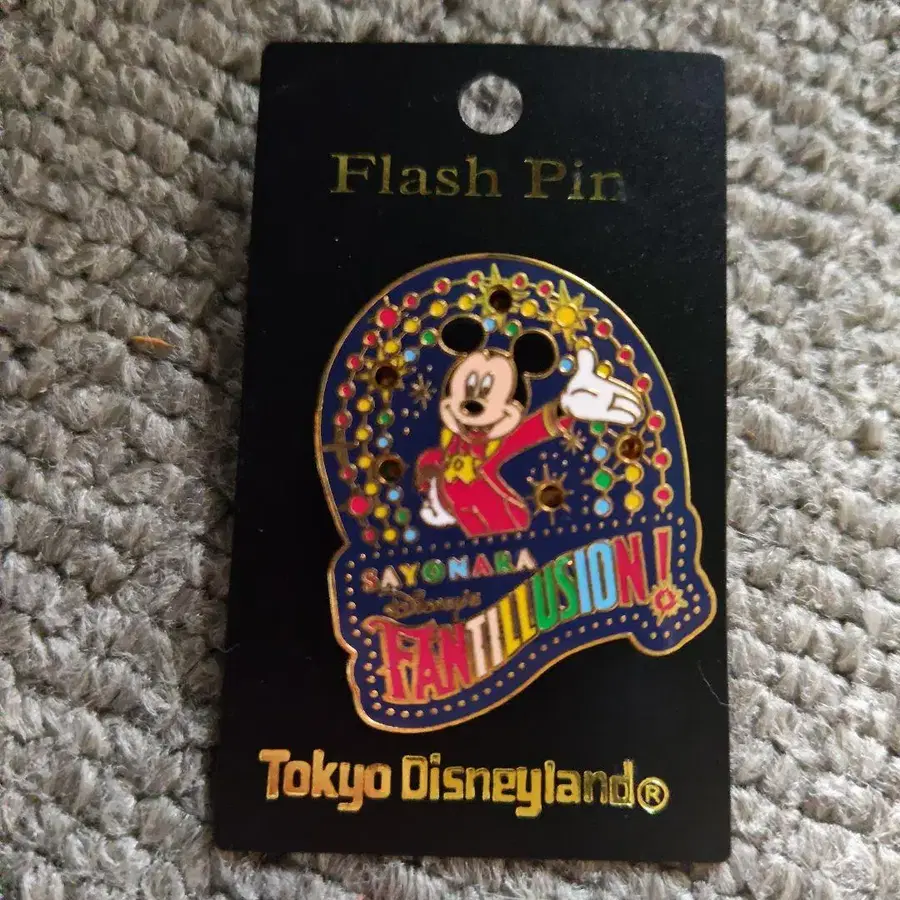 Flash Pin
SAYONARA
Disney's
FANTILLUSION!
Tokyo Disneyland®